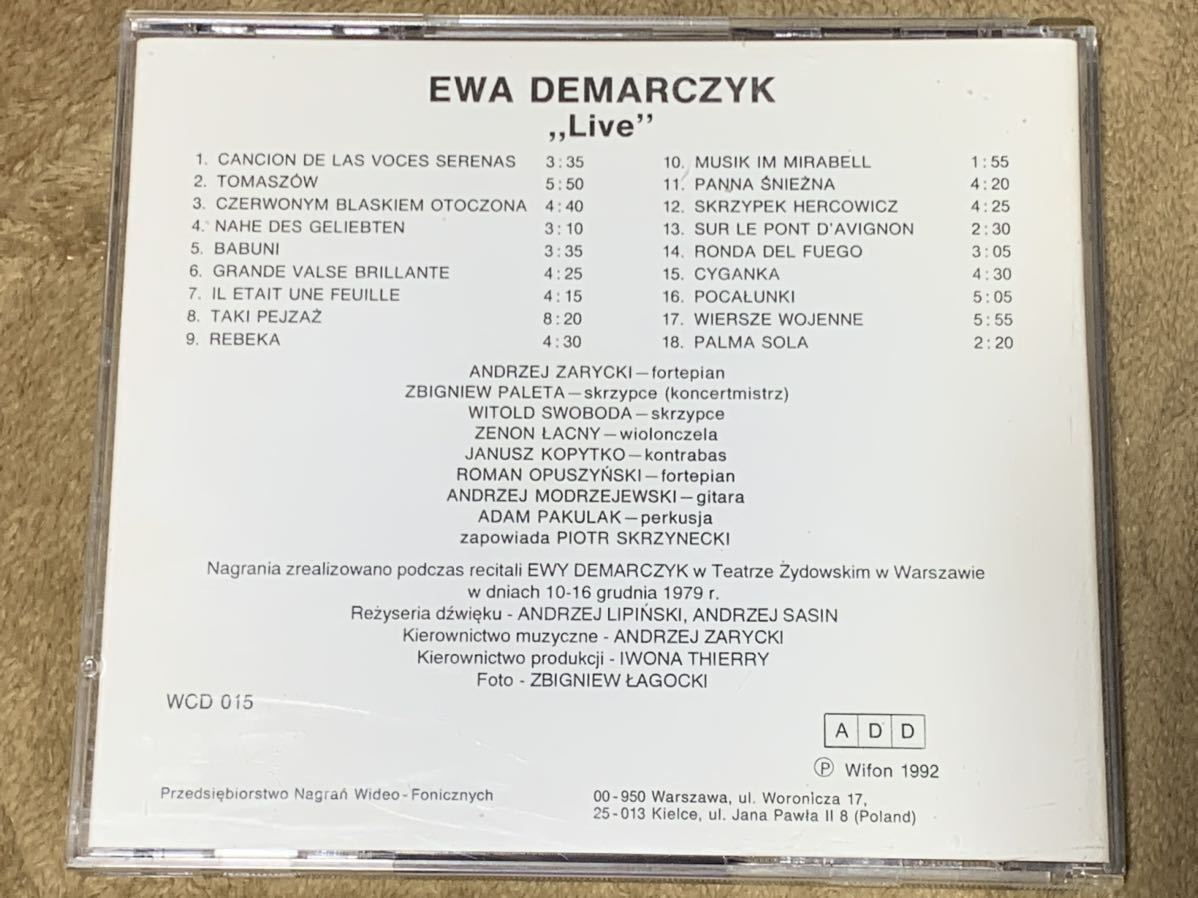 EWA DEMARCZYK
„Live”
1. CANCION DE LAS VOCES SERENAS 3:35
2. TOMASZÓW 5:50
3. CZERWONYM BLASKIEM OTOCZONA 4:40
4. NAHE DES GELIEBTEN 3:10
5. BABUNI 3:35
6. GRANDE VALSE BRILLANTE 4:25
7. IL ETAIT UNE FEUILLE 4:15
8. TAKI PEJZAŻ 8:20
9. REBEKA 4:30
10. MUSIK IM MIRABELL 1:55
11. PANNA ŚNIEŻNA 4:20
12. SKRZYPEK HERCOWICZ 4:25
13. SUR LE PONT D'AVIGNON 2:30
14. RONDA DEL FUEGO 3:05
15. CYGANKA 4:30
16. POCAŁUNKI 5:05
17. WIERSZE WOJENNE 5:55
18. PALMA SOLA 2:20
ANDRZEJ ZARYCKI—fortepian
ZBIGNIEW PALETA—skrzypce (koncertmistrz)
WITOLD SWOBODA—skrzypce
ZENON ŁACNY—wiolonczela
JANUSZ KOPYTKO—kontrabas
ROMAN OPUSZYŃSKI—fortepian
ANDRZEJ MODRZEJEWSKI—gitara
ADAM PAKULAK—perkusja
zapowiada PIOTR SKRZYNECKI
Nagrania zrealizowano podczas recitali EWY DEMARCZYK w Teatrze Żydowskim w Warszawie
w dniach 10-16 grudnia 1979 r.
Reżyseria dźwięku - ANDRZEJ LIPIŃSKI, ANDRZEJ SASIN
Kierownictwo muzyczne - ANDRZEJ ZARYCKI
Kierownictwo produkcji - IWONA THIERRY
Foto - ZBIGNIEW ŁAGOCKI
WCD 015
A D D
Ⓟ Wifon 1992
Przedsiębiorstwo Nagrań Wideo-Fonicznych
00-950 Warszawa, ul. Woronicza 17,
25-013 Kielce, ul. Jana Pawła II 8 (Poland)